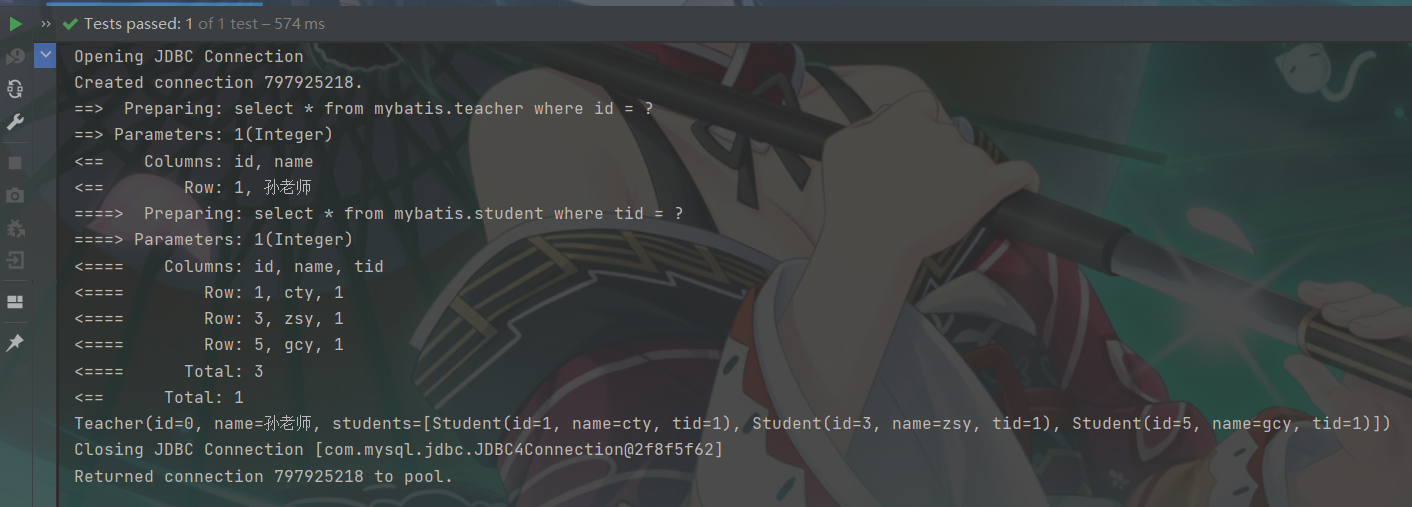 Tests passed: 1 of 1 test – 574 ms
Opening JDBC Connection
Created connection 797925218.
==>  Preparing: select * from mybatis.teacher where id = ?
==> Parameters: 1(Integer)
<==    Columns: id, name
<==        Row: 1, 孙老师
====>  Preparing: select * from mybatis.student where tid = ?
====> Parameters: 1(Integer)
<====    Columns: id, name, tid
<====        Row: 1, cty, 1
<====        Row: 3, zsy, 1
<====        Row: 5, gcy, 1
<====      Total: 3
<==      Total: 1
Teacher(id=0, name=孙老师, students=[Student(id=1, name=cty, tid=1), Student(id=3, name=zsy, tid=1), Student(id=5, name=gcy, tid=1)])
Closing JDBC Connection [com.mysql.jdbc.JDBC4Connection@2f8f5f62]
Returned connection 797925218 to pool.